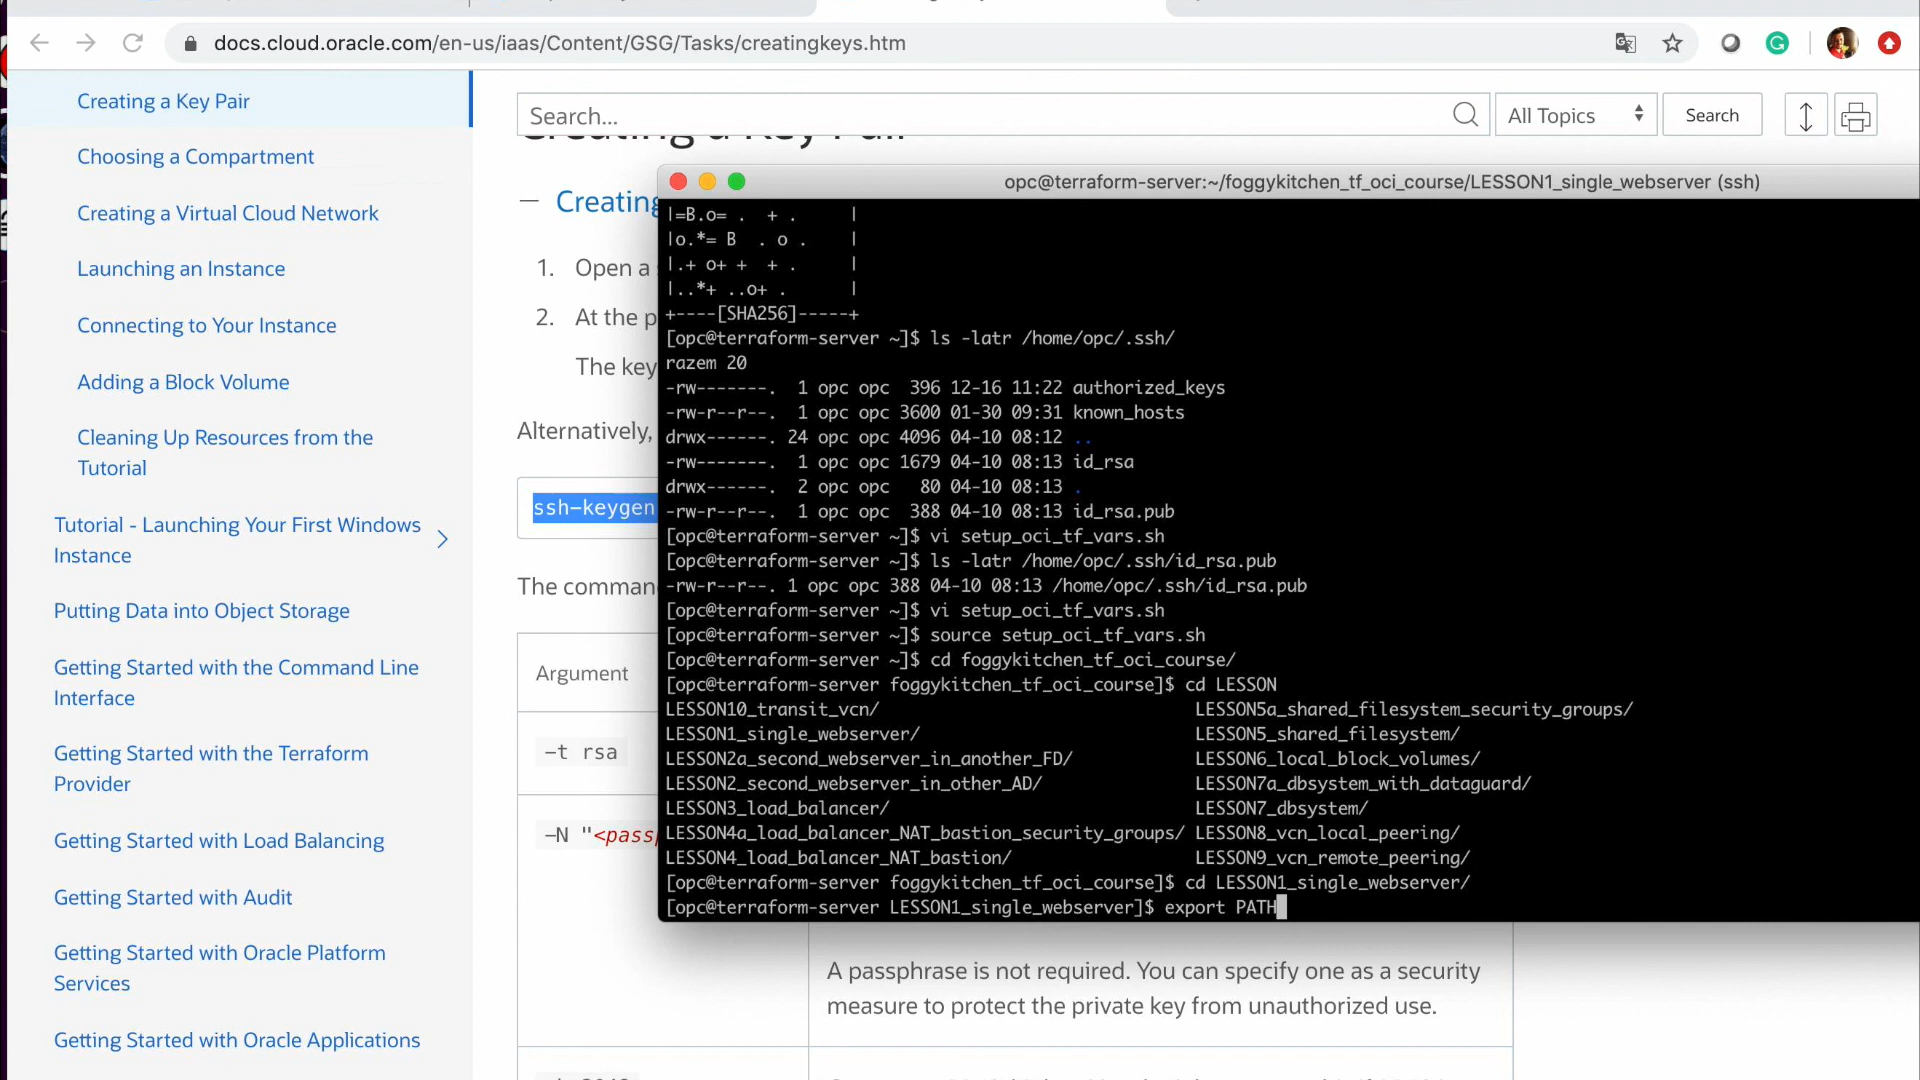 docs.cloud.oracle.com/en-us/iaas/Content/GSG/Tasks/creatingkeys.htm
Creating a Key Pair
Choosing a Compartment
Creating a Virtual Cloud Network
Launching an Instance
Connecting to Your Instance
Adding a Block Volume
Cleaning Up Resources from the
Tutorial
Tutorial - Launching Your First Windows
Instance
Putting Data into Object Storage
Getting Started with the Command Line
Interface
Getting Started with the Terraform
Provider
Getting Started with Load Balancing
Getting Started with Audit
Getting Started with Oracle Platform
Services
Getting Started with Oracle Applications
Search...
All Topics
Search
Creating a Key Pair
— Creating
1. Open a
2. At the p
The key
Alternatively,
ssh-keygen
The command
Argument
-t rsa
-N "<passp
A passphrase is not required. You can specify one as a security
measure to protect the private key from unauthorized use.
opc@terraform-server:~/foggykitchen_tf_oci_course/LESSON1_single_webserver (ssh)
|=B.o= .  + .      |
|o.*= B  . o .    |
|.+ o+ +  + .      |
|..*+ ..o+ .       |
+----[SHA256]-----+
[opc@terraform-server ~]$ ls -latr /home/opc/.ssh/
razem 20
-rw-------.  1 opc opc  396 12-16 11:22 authorized_keys
-rw-r--r--.  1 opc opc 3600 01-30 09:31 known_hosts
drwx------. 24 opc opc 4096 04-10 08:12 ..
-rw-------.  1 opc opc 1679 04-10 08:13 id_rsa
drwx------.  2 opc opc   80 04-10 08:13 .
-rw-r--r--.  1 opc opc  388 04-10 08:13 id_rsa.pub
[opc@terraform-server ~]$ vi setup_oci_tf_vars.sh
[opc@terraform-server ~]$ ls -latr /home/opc/.ssh/id_rsa.pub
-rw-r--r--. 1 opc opc 388 04-10 08:13 /home/opc/.ssh/id_rsa.pub
[opc@terraform-server ~]$ vi setup_oci_tf_vars.sh
[opc@terraform-server ~]$ source setup_oci_tf_vars.sh
[opc@terraform-server ~]$ cd foggykitchen_tf_oci_course/
[opc@terraform-server foggykitchen_tf_oci_course]$ cd LESSON
LESSON10_transit_vcn/ LESSON5a_shared_filesystem_security_groups/
LESSON1_single_webserver/ LESSON5_shared_filesystem/
LESSON2a_second_webserver_in_another_FD/ LESSON6_local_block_volumes/
LESSON2_second_webserver_in_other_AD/ LESSON7a_dbsystem_with_dataguard/
LESSON3_load_balancer/ LESSON7_dbsystem/
LESSON4a_load_balancer_NAT_bastion_security_groups/ LESSON8_vcn_local_peering/
LESSON4_load_balancer_NAT_bastion/ LESSON9_vcn_remote_peering/
[opc@terraform-server foggykitchen_tf_oci_course]$ cd LESSON1_single_webserver/
[opc@terraform-server LESSON1_single_webserver]$ export PATH